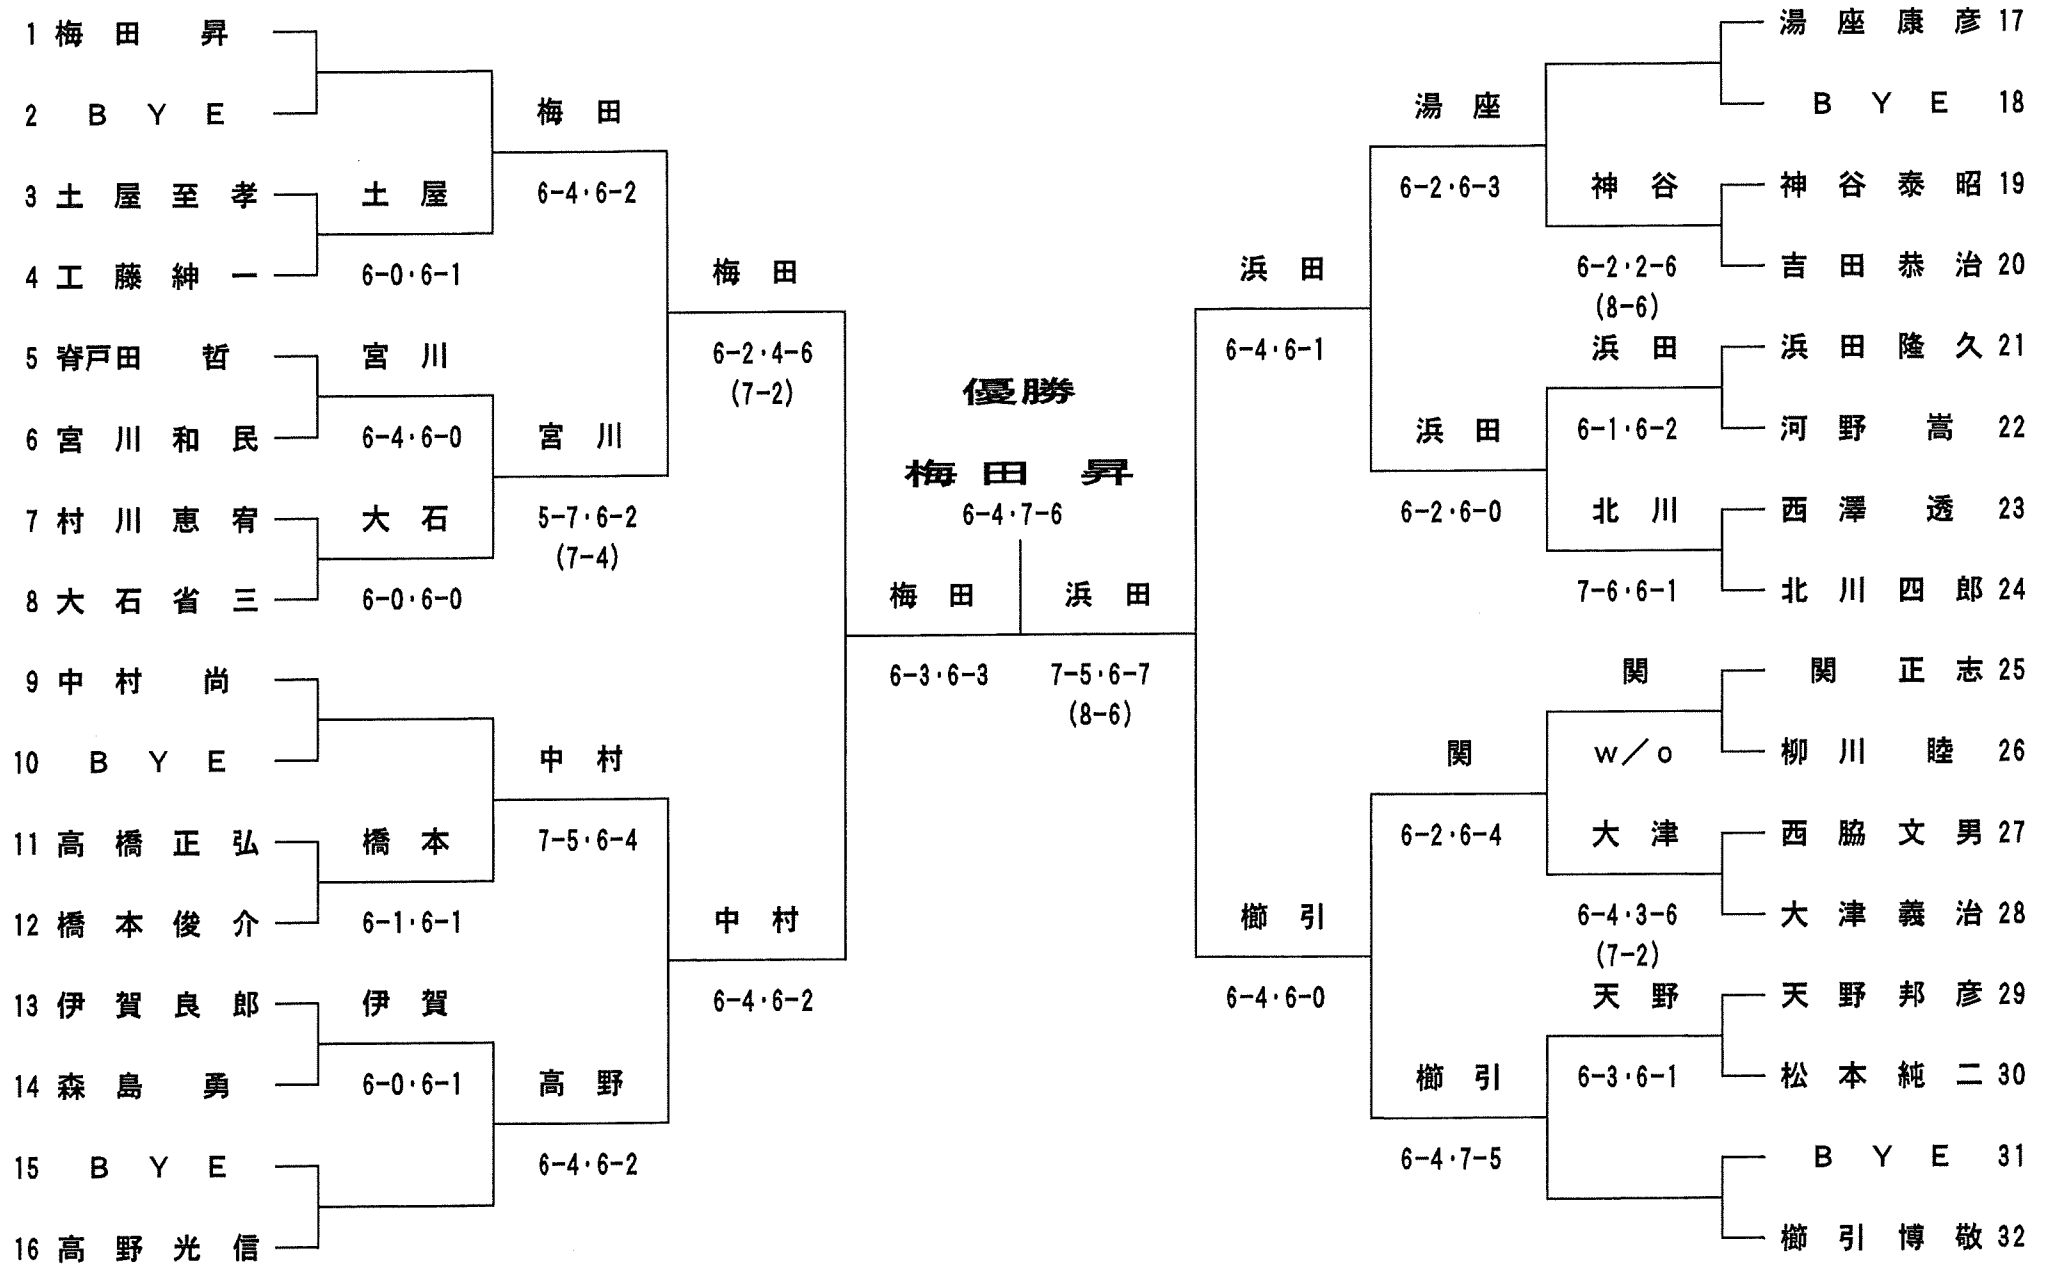 1 梅田 昇
2 BYE
3 土屋至孝
4 工藤紳一
5 脊戸田 哲
6 宮川和民
7 村川恵宥
8 大石省三
9 中村 尚
10 BYE
11 高橋正弘
12 橋本俊介
13 伊賀良郎
14 森島 勇
15 BYE
16 高野光信
土屋
6-0・6-1
宮川
6-4・6-0
大石
6-0・6-0
橋本
6-1・6-1
伊賀
6-0・6-1
梅田
6-4・6-2
宮川
5-7・6-2
(7-4)
中村
7-5・6-4
高野
6-4・6-2
梅田
6-2・4-6
(7-2)
中村
6-4・6-2
優勝
梅田 昇
6-4・7-6
梅田
6-3・6-3
浜田
7-5・6-7
(8-6)
浜田
6-4・6-1
櫛引
6-4・6-0
湯座
6-2・6-3
浜田
6-2・6-0
関
6-2・6-4
櫛引
6-4・7-5
神谷
6-2・2-6
(8-6)
浜田
6-1・6-2
北川
7-6・6-1
関
w/o
大津
6-4・3-6
(7-2)
天野
6-3・6-1
湯座康彦 17
BYE 18
神谷泰昭 19
吉田恭治 20
浜田隆久 21
河野 嵩 22
西澤 透 23
北川四郎 24
関 正志 25
柳川 睦 26
西脇文男 27
大津義治 28
天野邦彦 29
松本純二 30
BYE 31
櫛引博敬 32